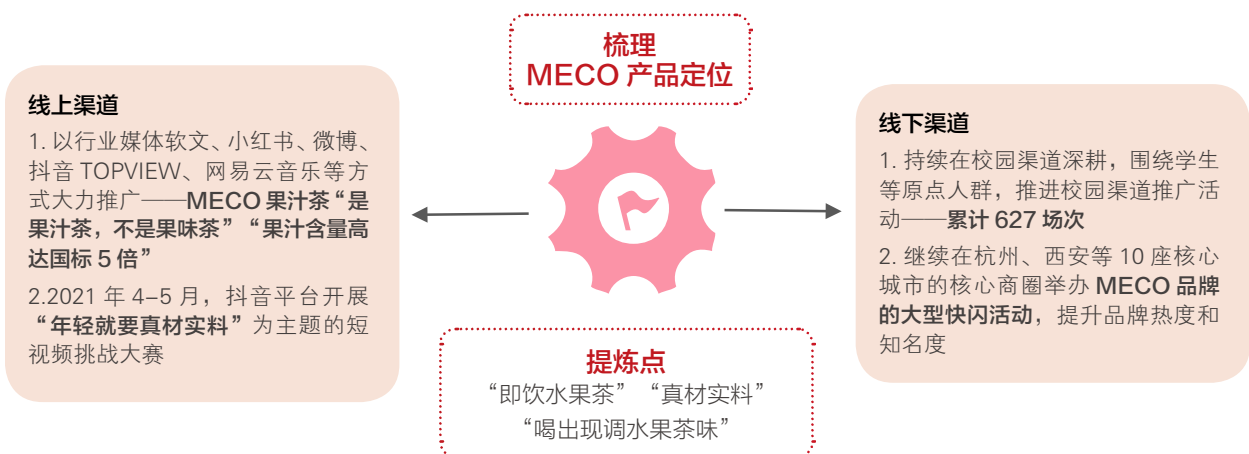 梳理
MECO 产品定位
线上渠道
1. 以行业媒体软文、小红书、微博、
抖音 TOPVIEW、网易云音乐等方
式大力推广——MECO 果汁茶“是
果汁茶，不是果味茶”“果汁含量高
达国标 5 倍”
2.2021 年 4–5 月，抖音平台开展
“年轻就要真材实料”为主题的短
视频挑战大赛
线下渠道
1. 持续在校园渠道深耕，围绕学生
等原点人群，推进校园渠道推广活
动——累计 627 场次
2. 继续在杭州、西安等 10 座核心
城市的核心商圈举办 MECO 品牌
的大型快闪活动，提升品牌热度和
知名度
提炼点
“即饮水果茶” “真材实料”
“喝出现调水果茶味”